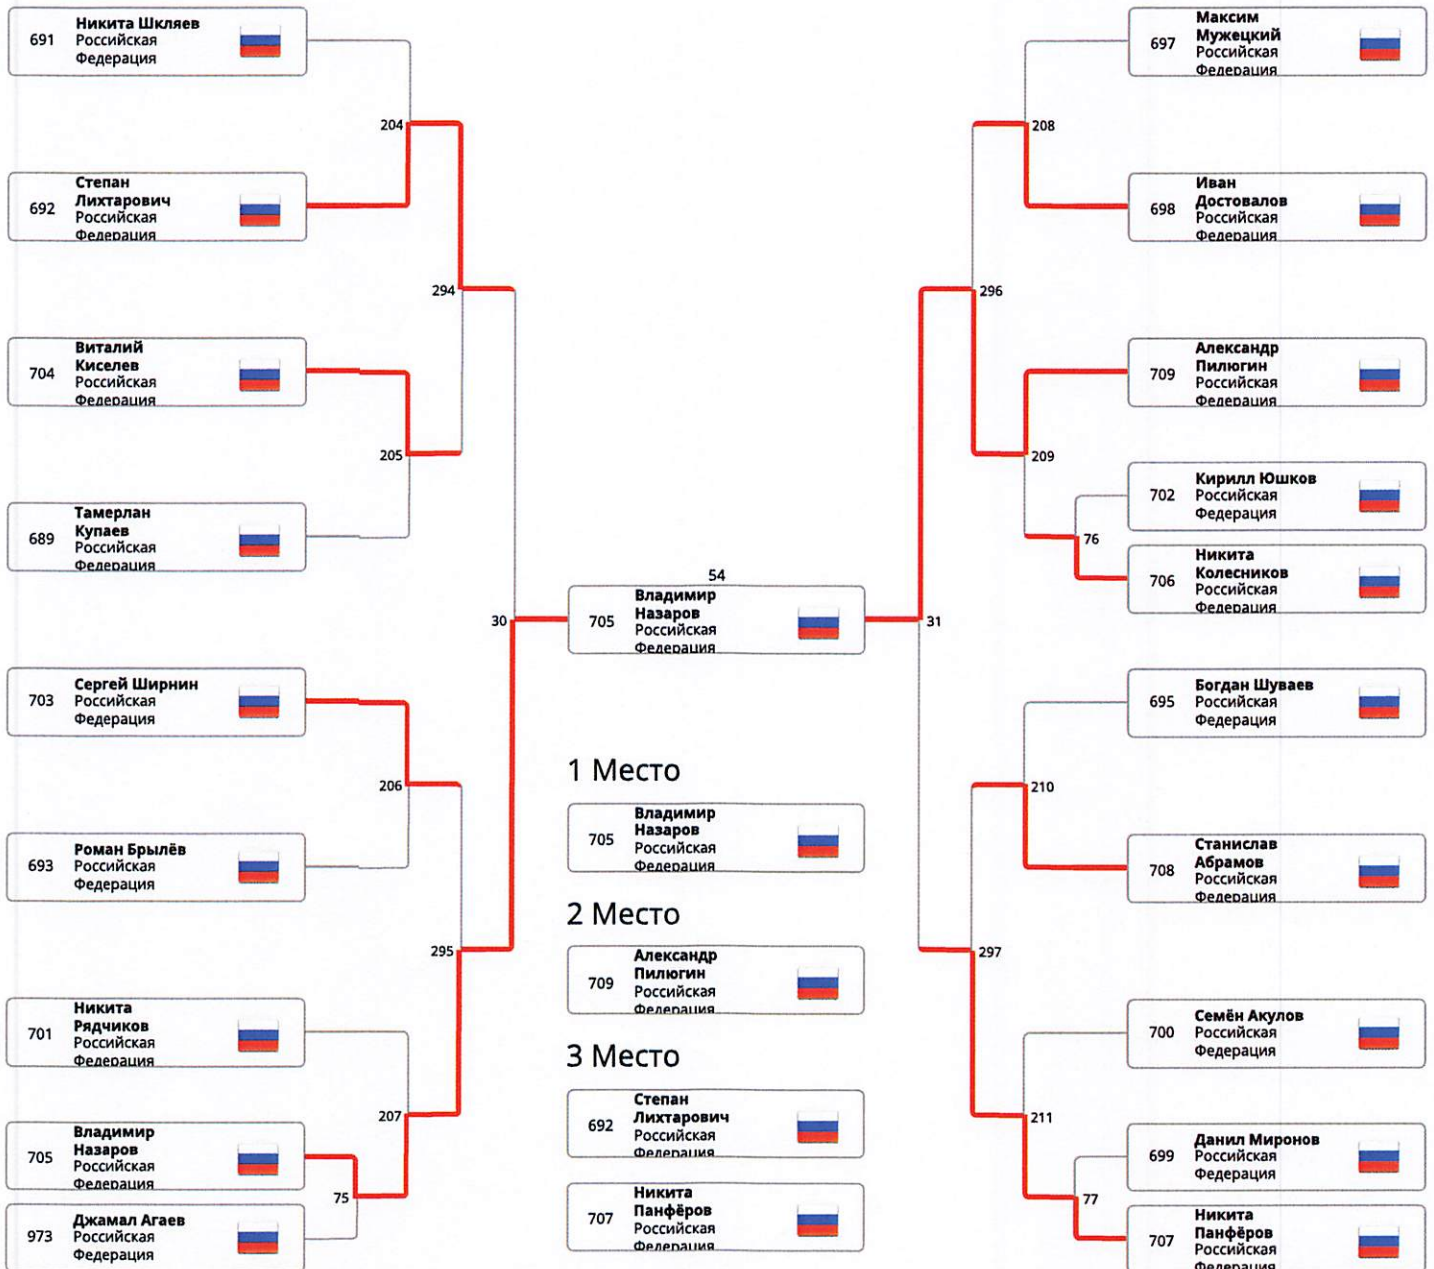 691
Никита Шкляев
Российская
Федерация
204
692
Степан
Лихтарович
Российская
Федерация
294
704
Виталий
Киселев
Российская
Федерация
205
689
Тамерлан
Купаев
Российская
Федерация
30
703
Сергей Ширнин
Российская
Федерация
206
693
Роман Брылёв
Российская
Федерация
295
701
Никита
Рядчиков
Российская
Федерация
207
705
Владимир
Назаров
Российская
Федерация
75
973
Джамал Агаев
Российская
Федерация
54
705
Владимир
Назаров
Российская
Федерация
1 Место
705
Владимир
Назаров
Российская
Федерация
2 Место
709
Александр
Пилюгин
Российская
Федерация
3 Место
692
Степан
Лихтарович
Российская
Федерация
707
Никита
Панфёров
Российская
Федерация
697
Максим
Мужецкий
Российская
Федерация
208
698
Иван
Достовалов
Российская
Федерация
296
709
Александр
Пилюгин
Российская
Федерация
209
702
Кирилл Юшков
Российская
Федерация
76
706
Никита
Колесников
Российская
Федерация
31
695
Богдан Шуваев
Российская
Федерация
210
708
Станислав
Абрамов
Российская
Федерация
297
700
Семён Акулов
Российская
Федерация
211
699
Данил Миронов
Российская
Федерация
77
707
Никита
Панфёров
Российская
Федерация